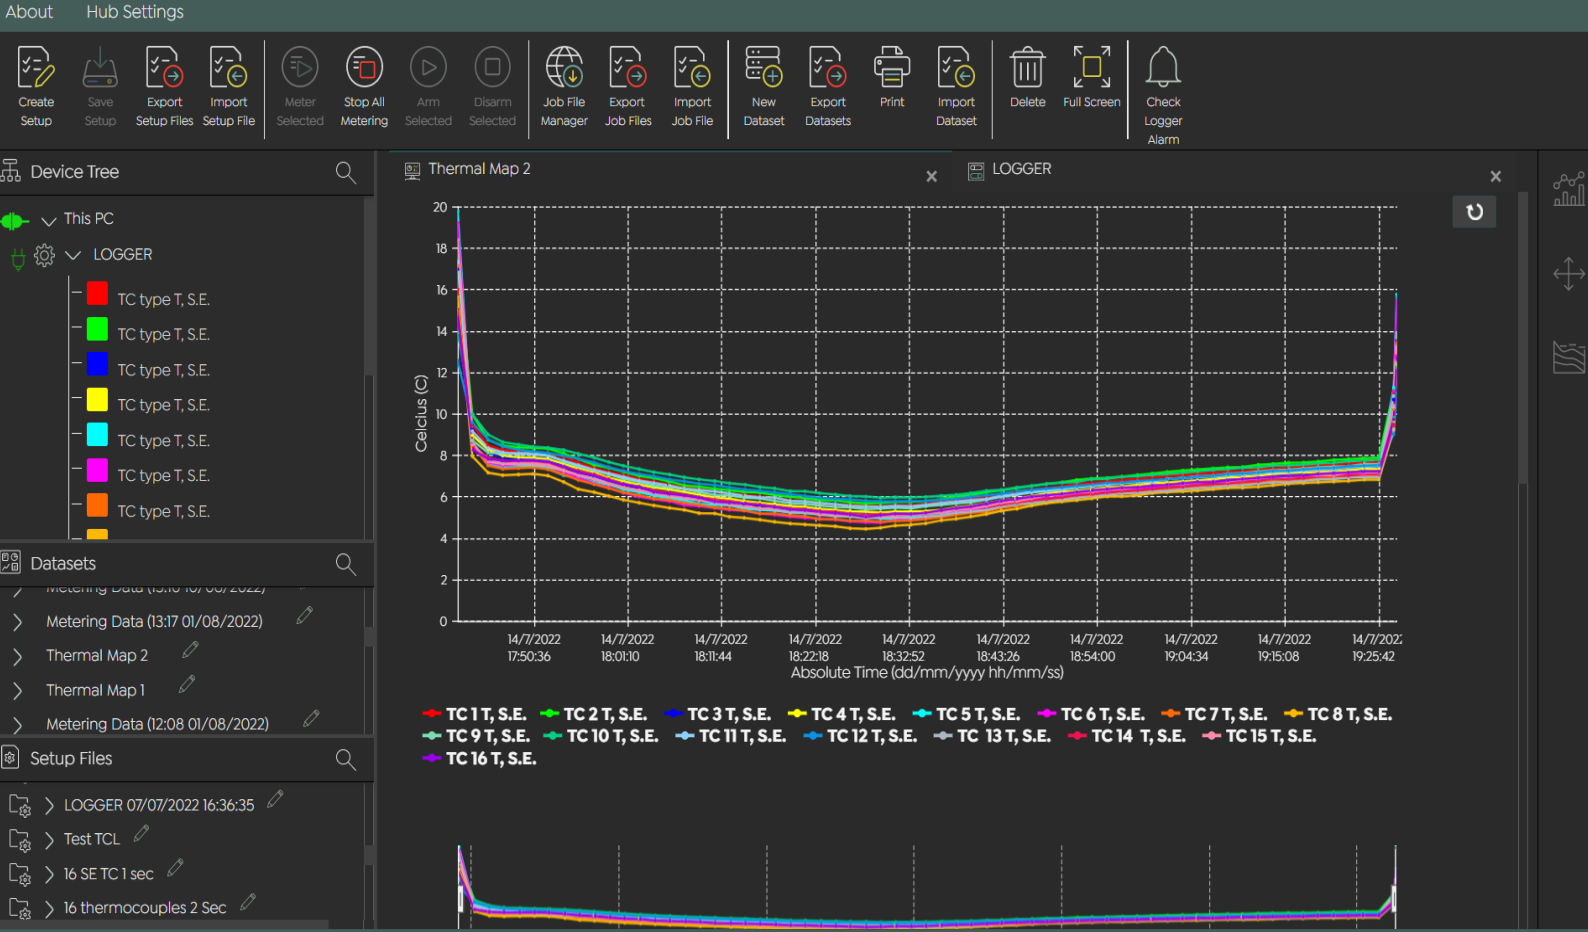 About Hub Settings
Create Setup
Save Setup
Export Setup Files
Import Setup File
Meter Selected
Stop All Metering
Arm Selected
Disarm Selected
Job File Manager
Export Job Files
Import Job File
New Dataset
Export Datasets
Print
Import Dataset
Delete
Full Screen
Check Logger Alarm
Device Tree
This PC
LOGGER
TC type T, S.E.
TC type T, S.E.
TC type T, S.E.
TC type T, S.E.
TC type T, S.E.
TC type T, S.E.
TC type T, S.E.
Datasets
Metering Data (13:17 01/08/2022)
Thermal Map 2
Thermal Map 1
Metering Data (12:08 01/08/2022)
Setup Files
LOGGER 07/07/2022 16:36:35
Test TCL
16 SE TC 1 sec
16 thermocouples 2 Sec
Thermal Map 2
LOGGER
20
18
16
14
12
10
8
6
4
2
0
Celcius (C)
14/7/2022 17:50:36
14/7/2022 18:01:10
14/7/2022 18:11:44
14/7/2022 18:22:18
14/7/2022 18:32:52
14/7/2022 18:43:26
14/7/2022 18:54:00
14/7/2022 19:04:34
14/7/2022 19:15:08
14/7/2022 19:25:42
Absolute Time (dd/mm/yyyy hh/mm/ss)
TC 1 T, S.E. TC 2 T, S.E. TC 3 T, S.E. TC 4 T, S.E. TC 5 T, S.E. TC 6 T, S.E. TC 7 T, S.E. TC 8 T, S.E.
TC 9 T, S.E. TC 10 T, S.E. TC 11 T, S.E. TC 12 T, S.E. TC 13 T, S.E. TC 14 T, S.E. TC 15 T, S.E.
TC 16 T, S.E.